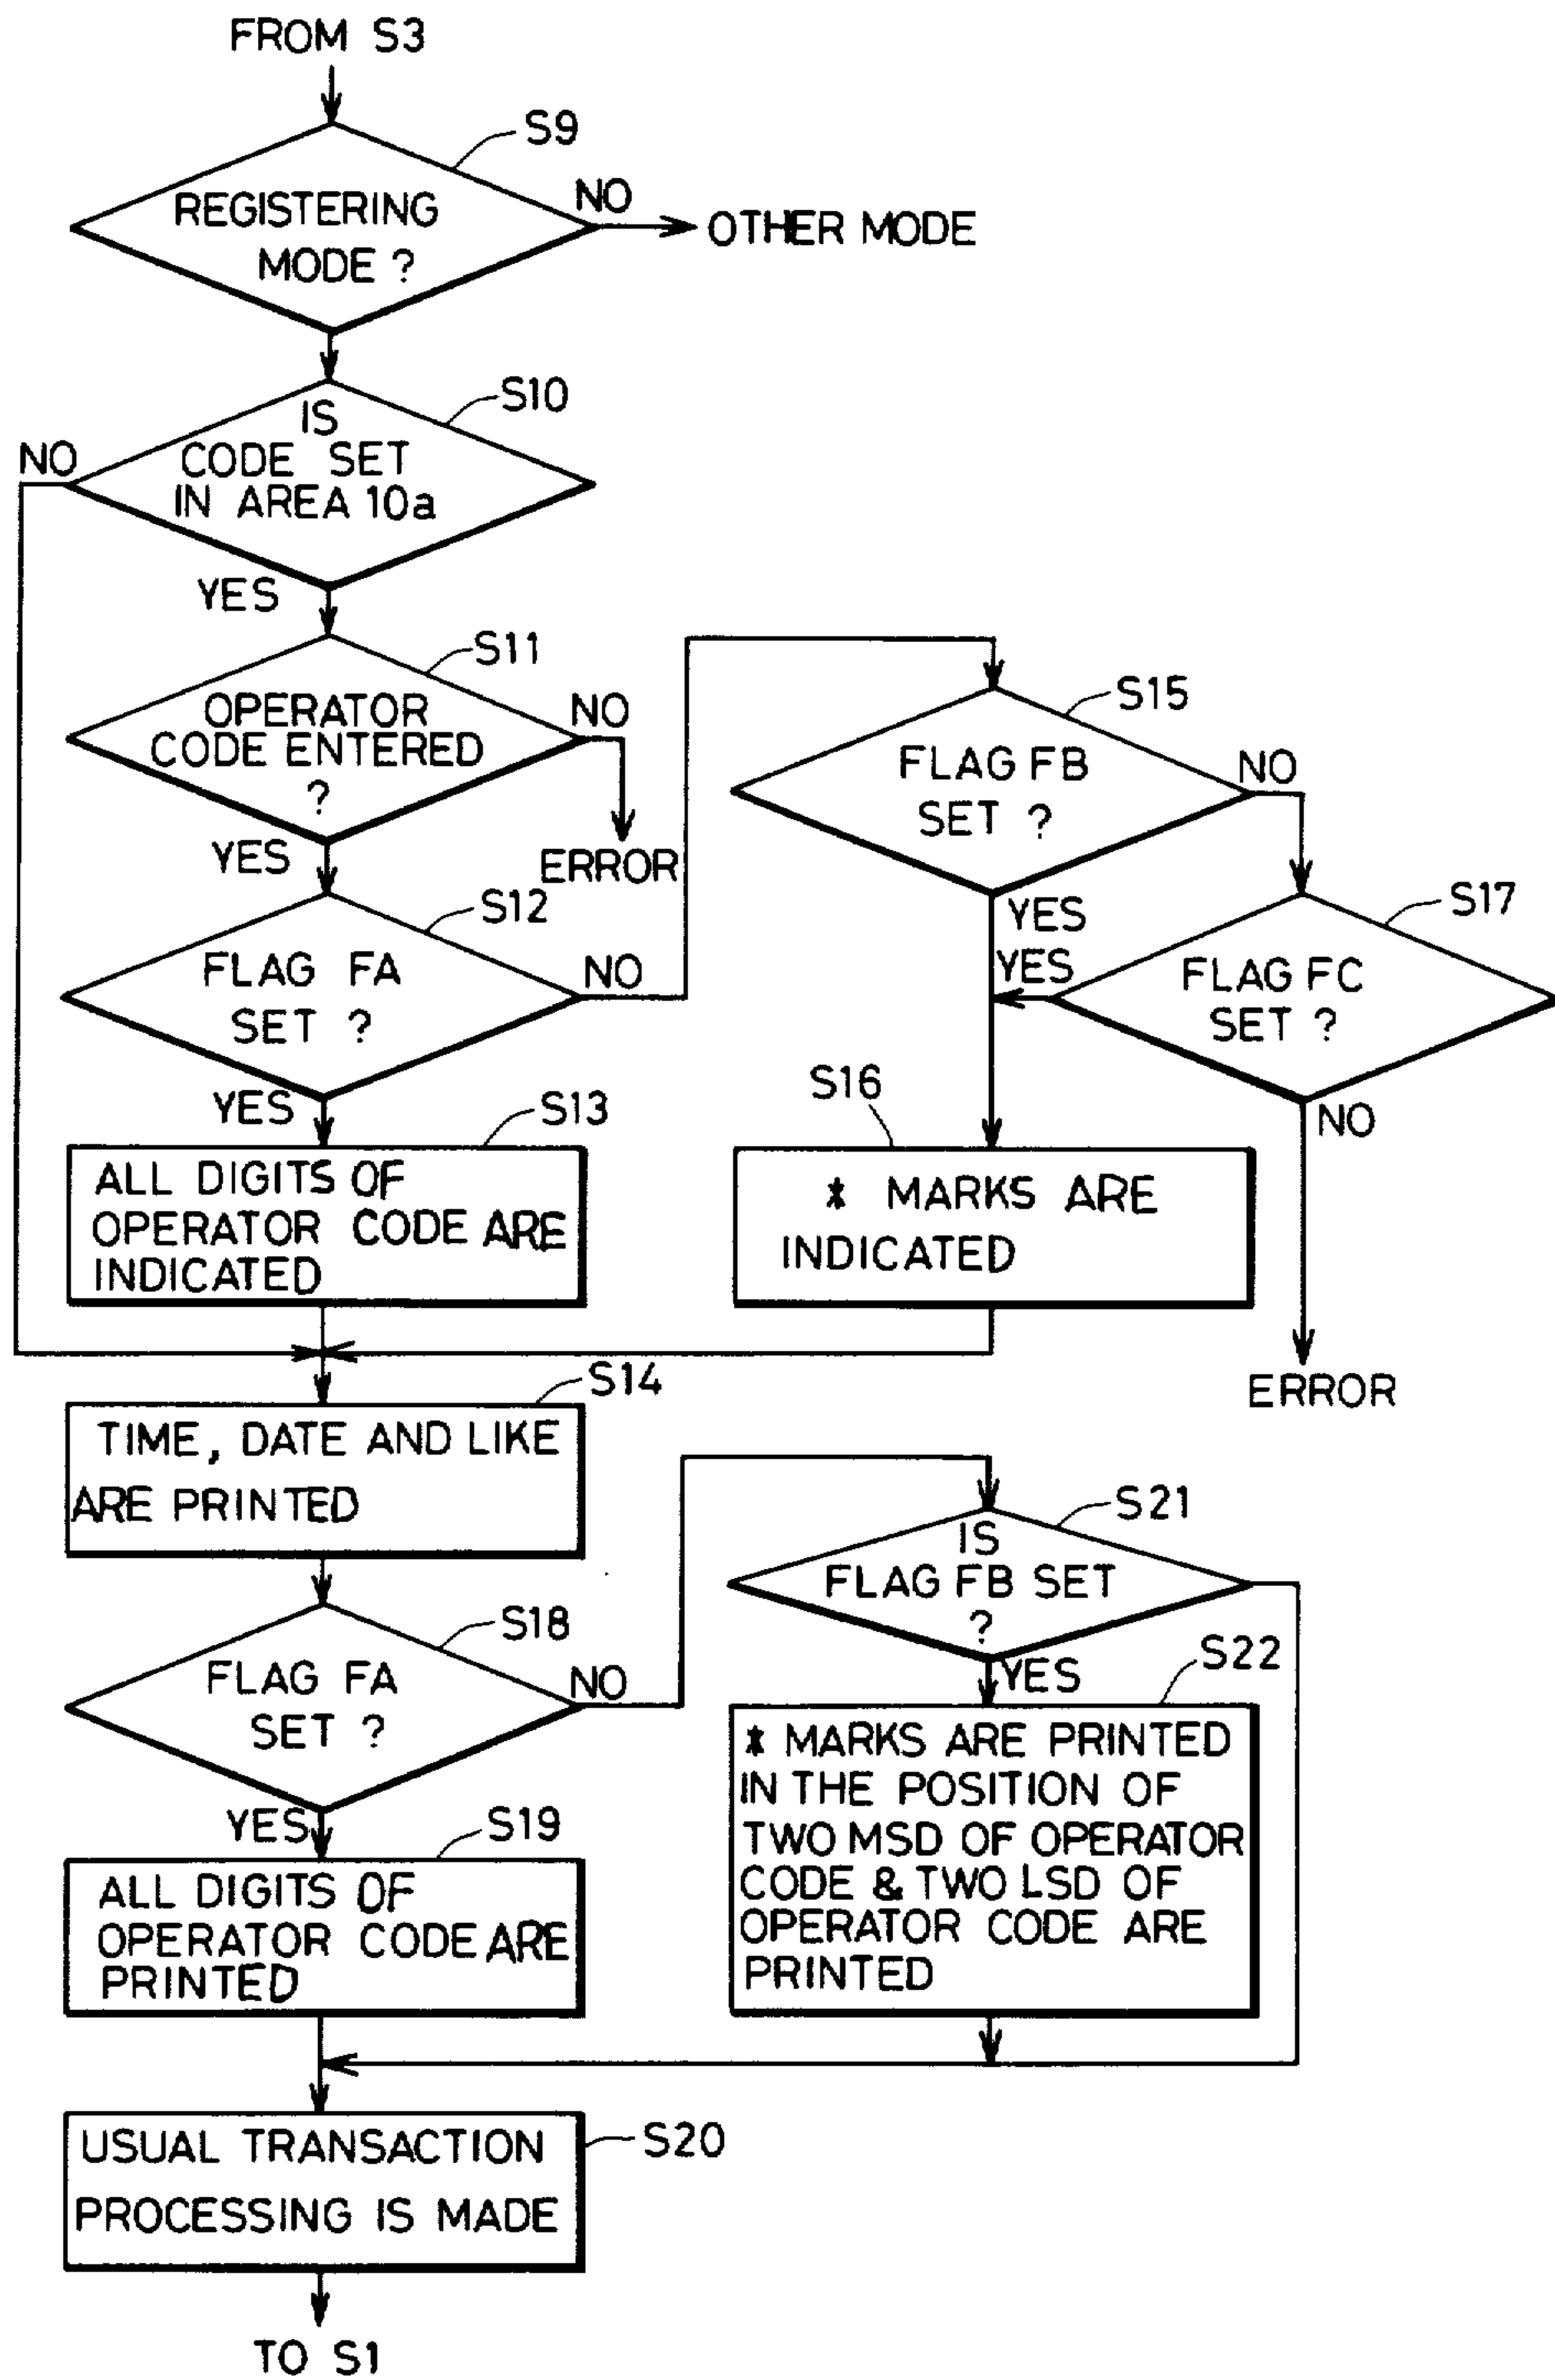 FROM S3
S9
REGISTERING
MODE ?
NO
OTHER MODE
S10
IS
CODE SET
IN AREA 10a
NO
YES
S11
OPERATOR
CODE ENTERED
?
NO
ERROR
YES
S12
FLAG FA
SET ?
NO
YES
S13
ALL DIGITS OF
OPERATOR CODE ARE
INDICATED
S15
FLAG FB
SET ?
NO
YES
S17
FLAG FC
SET ?
YES
NO
ERROR
S16
* MARKS ARE
INDICATED
S14
TIME, DATE AND LIKE
ARE PRINTED
S18
FLAG FA
SET ?
NO
YES
S19
ALL DIGITS OF
OPERATOR CODE ARE
PRINTED
S21
IS
FLAG FB SET
?
YES
S22
* MARKS ARE PRINTED
IN THE POSITION OF
TWO MSD OF OPERATOR
CODE & TWO LSD OF
OPERATOR CODE ARE
PRINTED
S20
USUAL TRANSACTION
PROCESSING IS MADE
TO S1